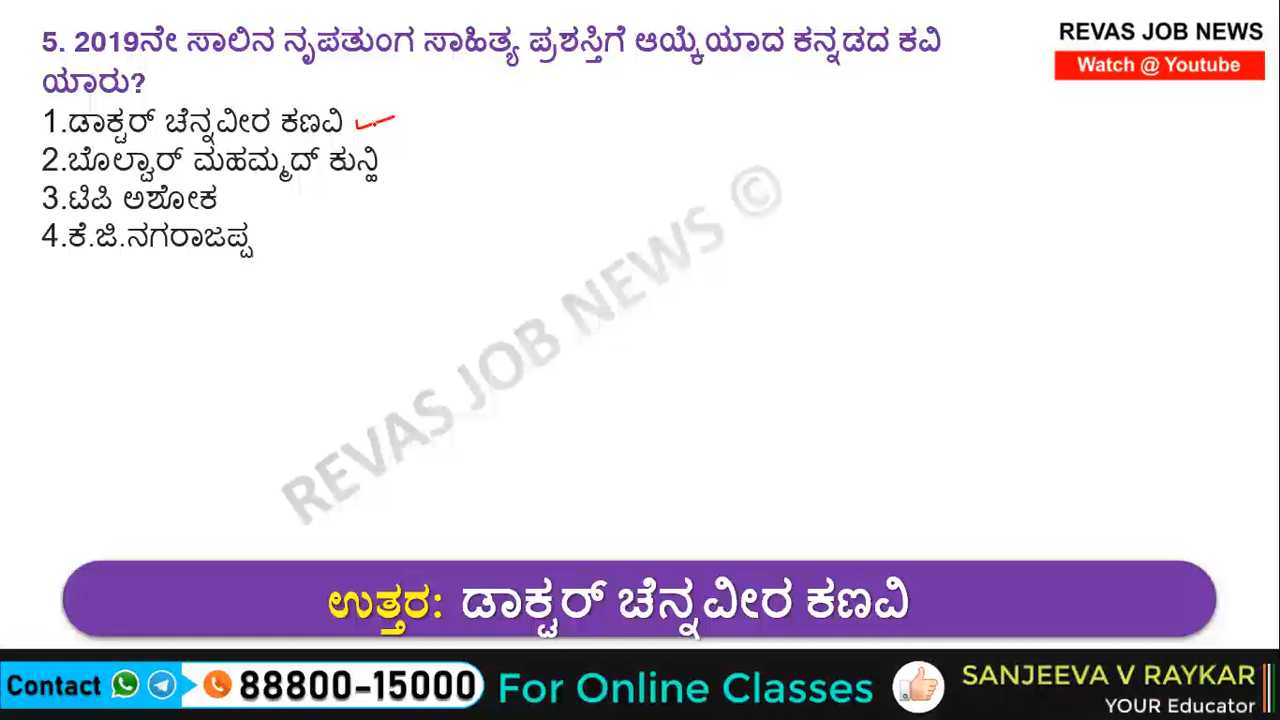 5. 2019ನೇ ಸಾಲಿನ ನೃಪತುಂಗ ಸಾಹಿತ್ಯ ಪ್ರಶಸ್ತಿಗೆ ಆಯ್ಕೆಯಾದ ಕನ್ನಡದ ಕವಿ
ಯಾರು?
1.ಡಾಕ್ಟರ್ ಚೆನ್ನವೀರ ಕಣವಿ
2.ಬೊಲ್ವಾರ್ ಮಹಮ್ಮದ್ ಕುನ್ಹಿ
3.ಟಿಪಿ ಅಶೋಕ
4.ಕೆ.ಜಿ.ನಗರಾಜಪ್ಪ
REVAS JOB NEWS
Watch @ Youtube
REVAS JOB NEWS ©
ಉತ್ತರ: ಡಾಕ್ಟರ್ ಚೆನ್ನವೀರ ಕಣವಿ
Contact 88800-15000 For Online Classes
SANJEEVA V RAYKAR
YOUR Educator